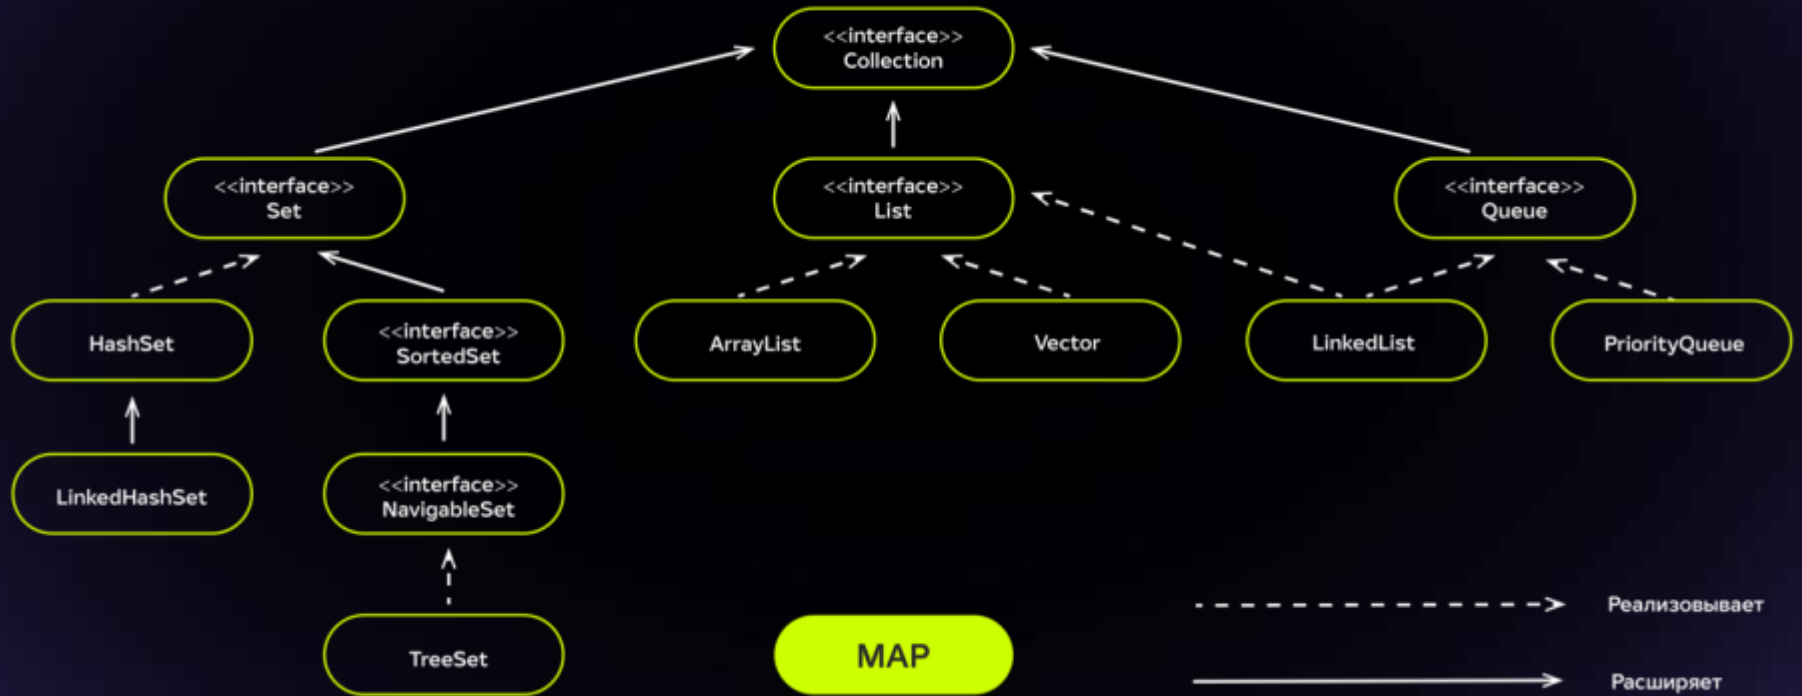 <<interface>>
Collection
<<interface>>
Set
<<interface>>
List
<<interface>>
Queue
HashSet
<<interface>>
SortedSet
ArrayList
Vector
LinkedList
PriorityQueue
LinkedHashSet
<<interface>>
NavigableSet
TreeSet
MAP
Реализовывает
Расширяет